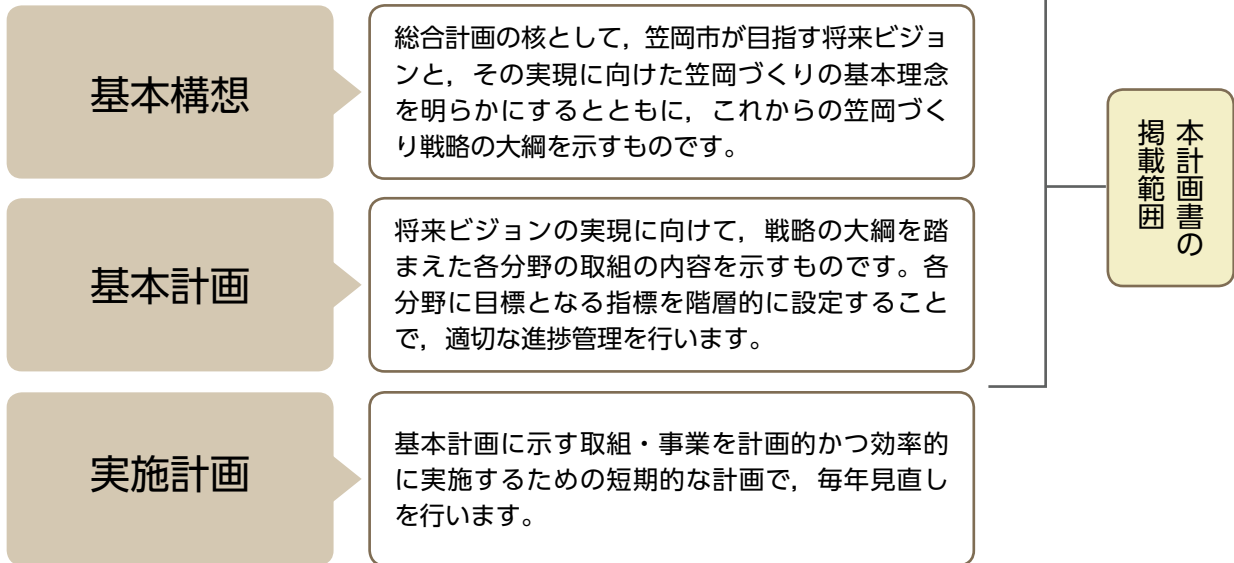 基本構想
総合計画の核として，笠岡市が目指す将来ビジョ
ンと，その実現に向けた笠岡づくりの基本理念
を明らかにするとともに，これからの笠岡づく
り戦略の大綱を示すものです。
基本計画
将来ビジョンの実現に向けて，戦略の大綱を踏
まえた各分野の取組の内容を示すものです。各
分野に目標となる指標を階層的に設定すること
で，適切な進捗管理を行います。
実施計画
基本計画に示す取組・事業を計画的かつ効率的
に実施するための短期的な計画で，毎年見直し
を行います。
本計画書の
掲載範囲